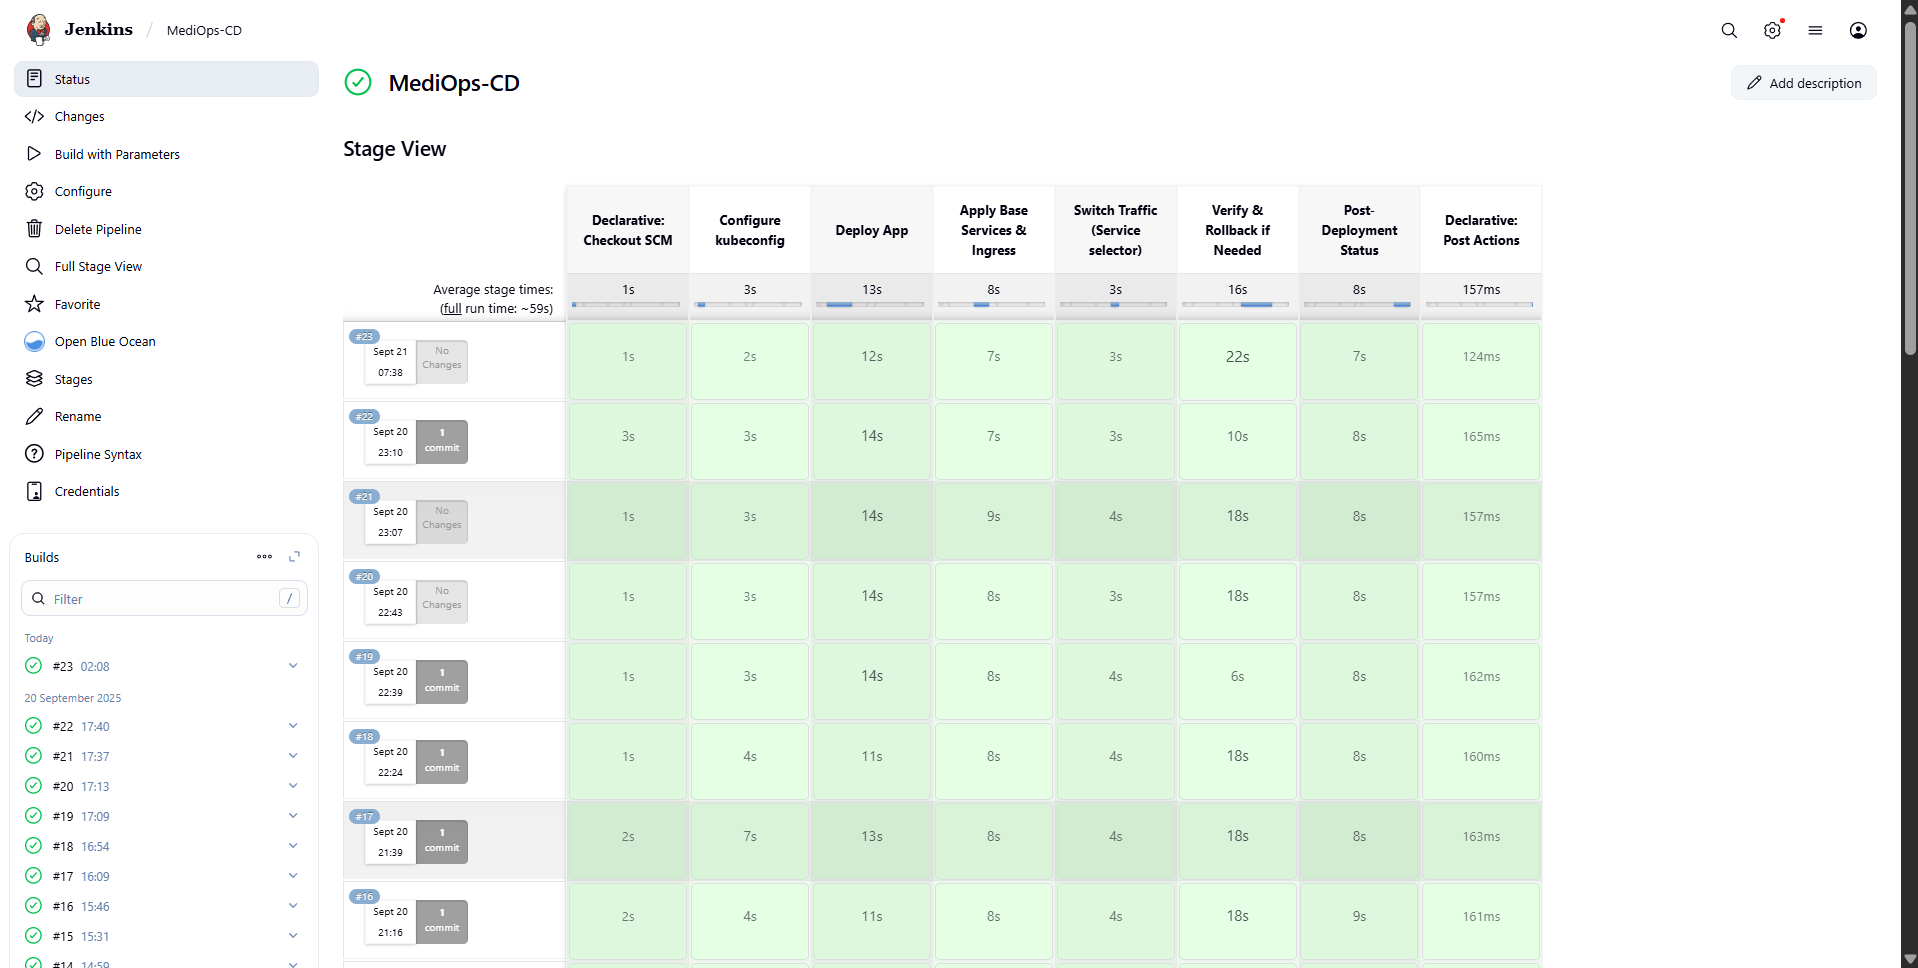 Jenkins / MediOps-CD
Status
Changes
Build with Parameters
Configure
Delete Pipeline
Full Stage View
Favorite
Open Blue Ocean
Stages
Rename
Pipeline Syntax
Credentials
Builds
Filter /
Today
#23 02:08
20 September 2025
#22 17:40
#21 17:37
#20 17:13
#19 17:09
#18 16:54
#17 16:09
#16 15:46
#15 15:31
#14 14:59
MediOps-CD
Add description
Stage View
Declarative: Checkout SCM
Configure kubeconfig
Deploy App
Apply Base Services & Ingress
Switch Traffic (Service selector)
Verify & Rollback if Needed
Post-Deployment Status
Declarative: Post Actions
Average stage times:
(full run time: ~59s)
1s 3s 13s 8s 3s 16s 8s 157ms
#23
Sept 21 07:38 No Changes
1s 2s 12s 7s 3s 22s 7s 124ms
#22
Sept 20 23:10 1 commit
3s 3s 14s 7s 3s 10s 8s 165ms
#21
Sept 20 23:07 No Changes
1s 3s 14s 9s 4s 18s 8s 157ms
#20
Sept 20 22:43 No Changes
1s 3s 14s 8s 3s 18s 8s 157ms
#19
Sept 20 22:39 1 commit
1s 3s 14s 8s 4s 6s 8s 162ms
#18
Sept 20 22:24 1 commit
1s 4s 11s 8s 4s 18s 8s 160ms
#17
Sept 20 21:39 1 commit
2s 7s 13s 8s 4s 18s 8s 163ms
#16
Sept 20 21:16 1 commit
2s 4s 11s 8s 4s 18s 9s 161ms